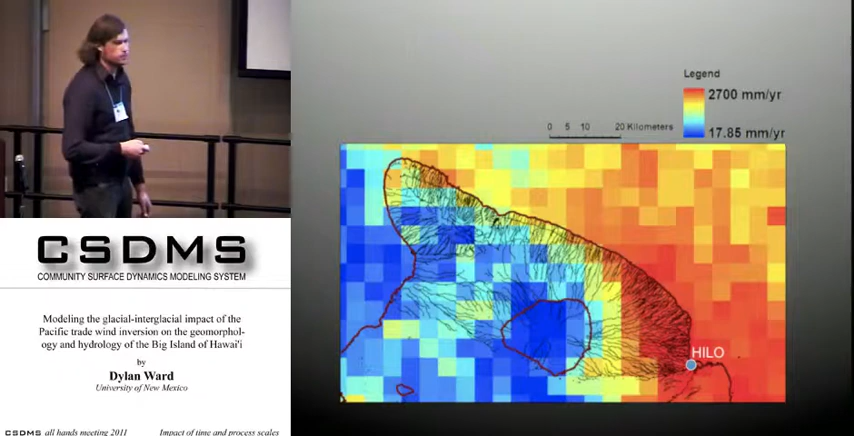 CSDMS
COMMUNITY SURFACE DYNAMICS MODELING SYSTEM
Modeling the glacial-interglacial impact of the
Pacific trade wind inversion on the geomorphol-
ogy and hydrology of the Big Island of Hawai'i
by
Dylan Ward
University of New Mexico
CSDMS all hands meeting 2011 Impact of time and process scales
Legend
2700 mm/yr
17.85 mm/yr
0 5 10 20 Kilometers
HILO